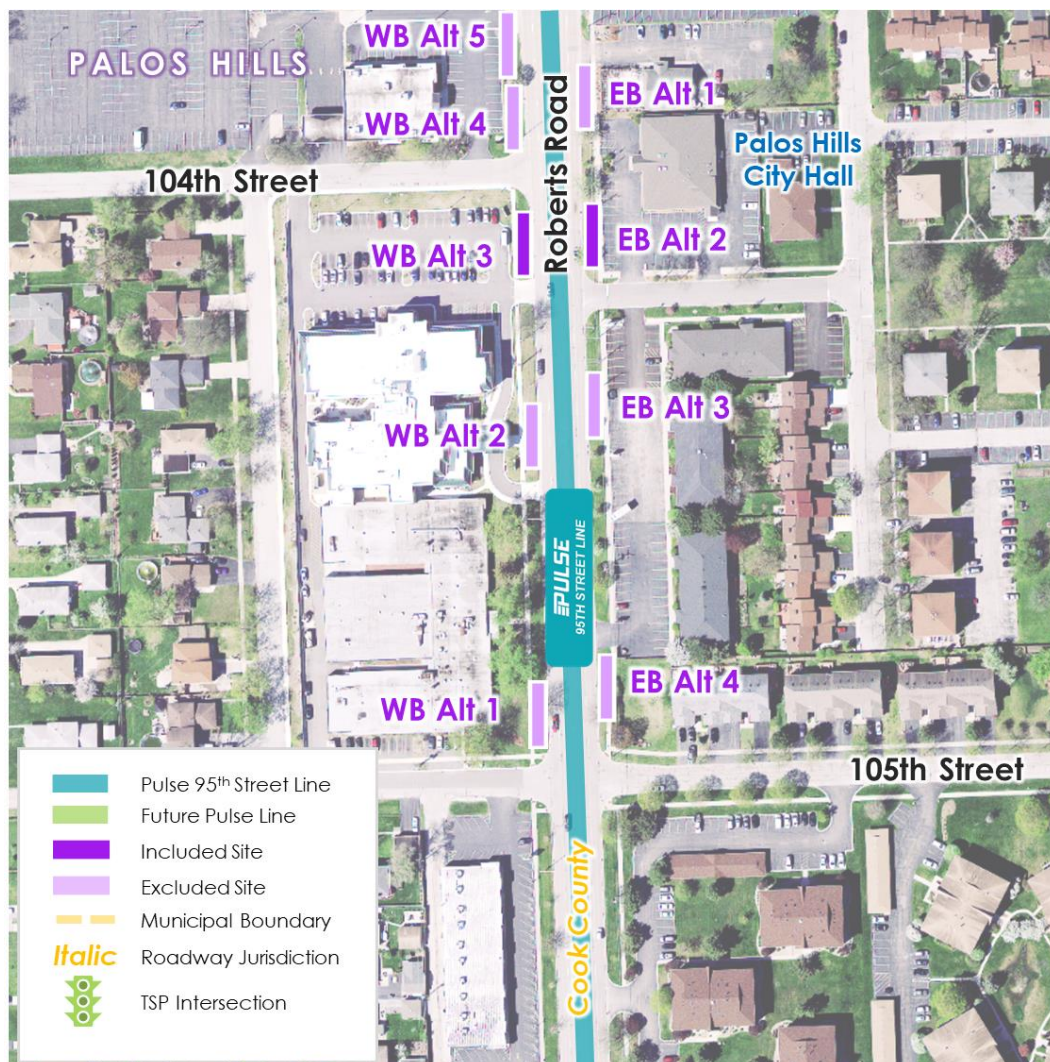 WB Alt 5
PALOS HILLS
EB Alt 1
WB Alt 4
Roberts Road
Palos Hills
City Hall
104th Street
WB Alt 3
EB Alt 2
WB Alt 2
EB Alt 3
PULSE
95TH STREET LINE
WB Alt 1
EB Alt 4
105th Street
Cook County
Pulse 95th Street Line
Future Pulse Line
Included Site
Excluded Site
Municipal Boundary
Italic Roadway Jurisdiction
TSP Intersection